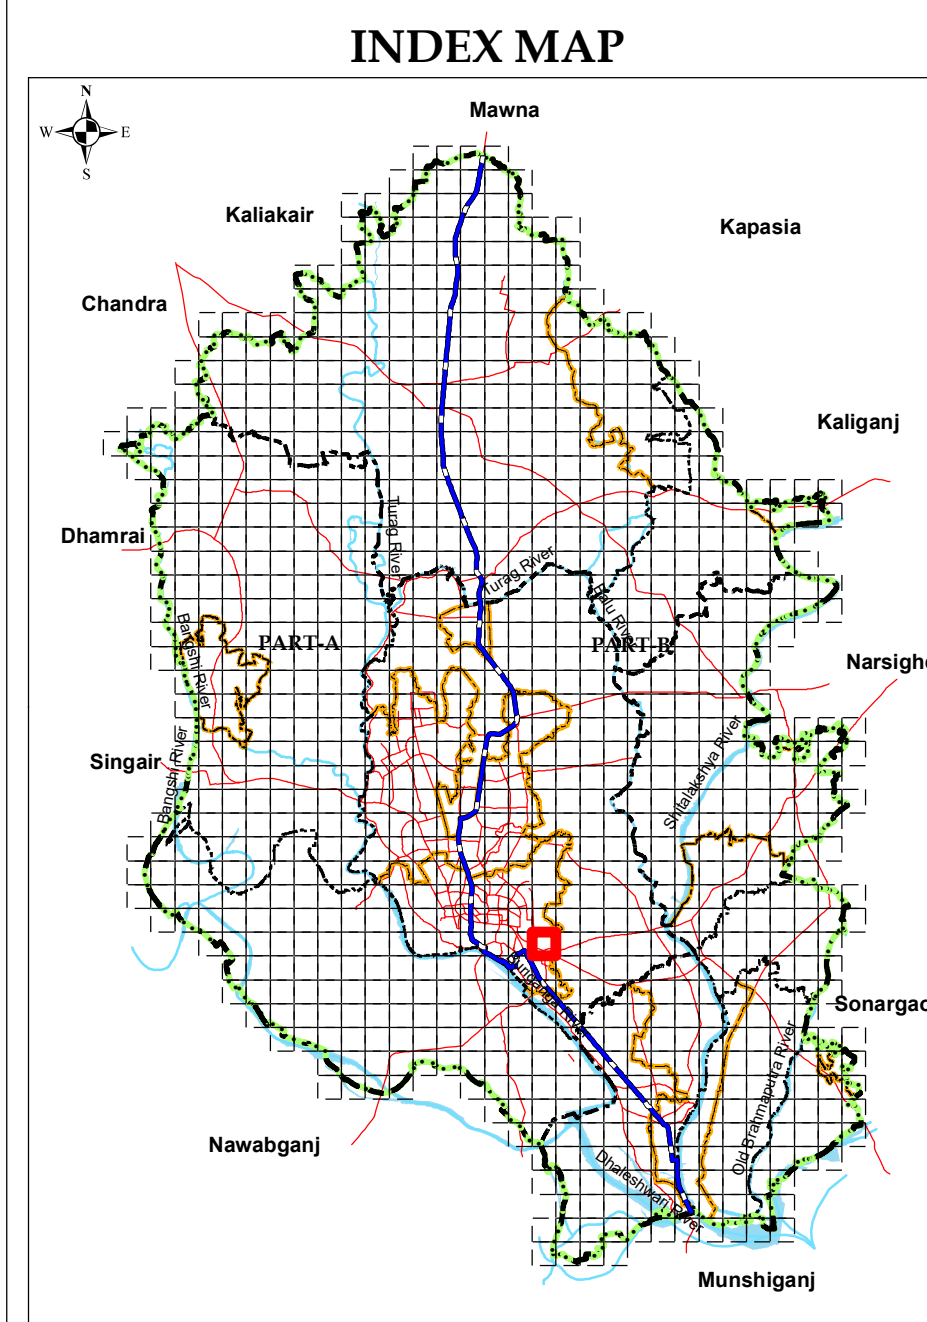 INDEX MAP
N
W E
S
Mawna
Kaliakair
Kapasia
Chandra
Kaliganj
Dhamrai
Turag River
Turag River
Balu River
Bangshi River
PART-A
PART-B
Narsigh
Singair
Bangshi River
Shitalakshya River
Buriganga River
Sonargao
Old Brahmaputra River
Nawabganj
Dhaleshwari River
Munshiganj